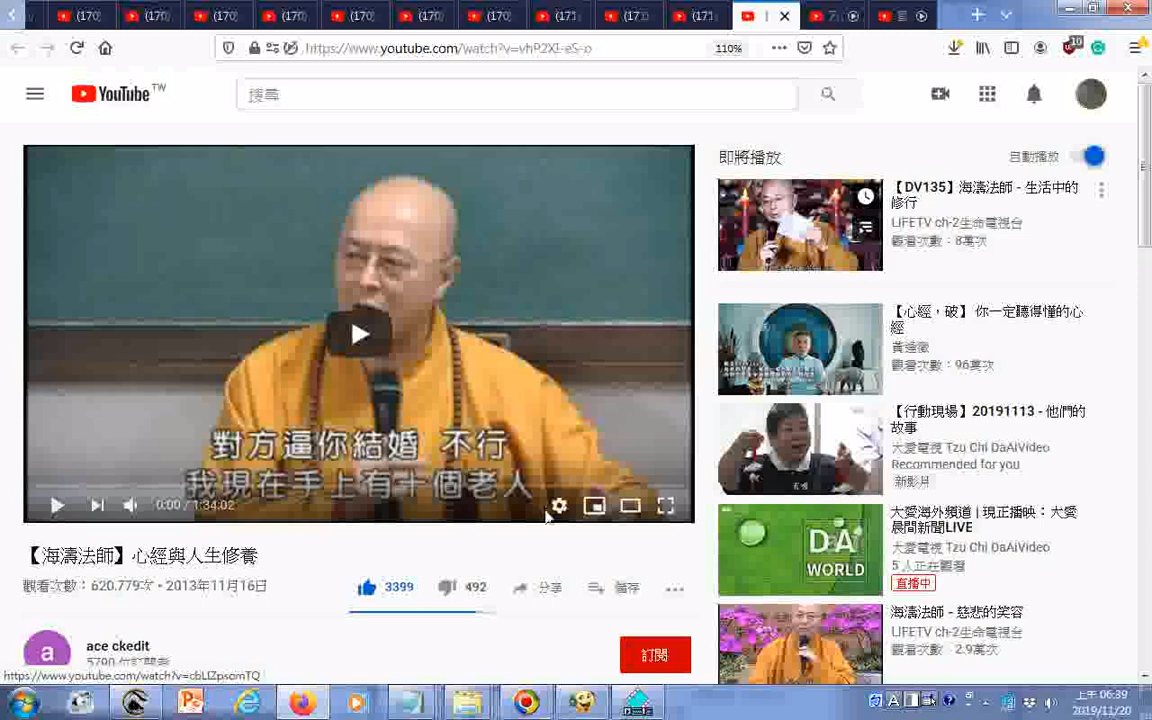 (170) (170) (170) (170) (170) (170) (170) (171
https://www.youtube.com/watch?v=vhP2XI-eS-o
110%
10
YouTube TW
搜尋
對方逼你結婚 不行
我現在手上有十個老人
0:00 / 1:34:02
【海濤法師】心經與人生修養
觀看次數：620,779次 • 2013年11月16日
3399
492
分享
儲存
ace ckedit
訂閱
即將播放
自動播放
【DV135】海濤法師 - 生活中的
修行
LIFETV ch-2生命電視台
觀看次數：8萬次
【心經，破】 你一定聽得懂的心
經
觀看次數：96萬次
【行動現場】20191113 - 他們的
故事
大愛電視 Tzu Chi DaAiVideo
Recommended for you
新影片
DaAi
WORLD
大愛海外頻道 | 現正播映：大愛
晨間新聞LIVE
大愛電視 Tzu Chi DaAiVideo
5 人正在觀看
直播中
海濤法師 - 慈悲的笑容
LIFETV ch-2生命電視台
觀看次數：2.9萬次
上午 06:39
2019/11/20